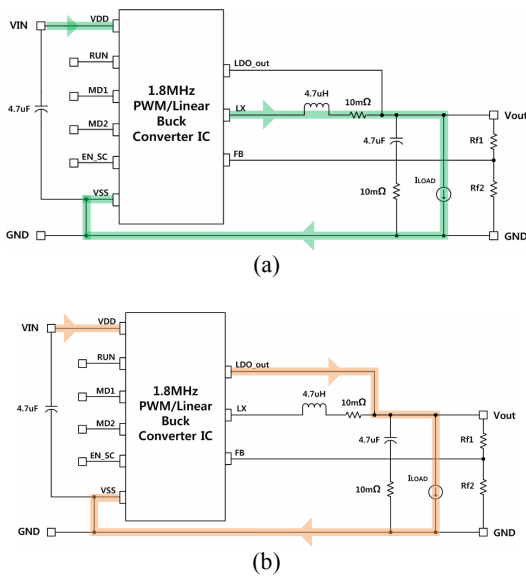 VIN
VDD
RUN
MD1
MD2
EN_SC
VSS
GND
4.7uF
1.8MHz
PWM/Linear
Buck
Converter IC
LDO_out
LX
FB
4.7uH
10mΩ
4.7uF
10mΩ
ILOAD
Vout
Rf1
Rf2
GND
(a)
VIN
VDD
RUN
MD1
MD2
EN_SC
VSS
GND
4.7uF
1.8MHz
PWM/Linear
Buck
Converter IC
LDO_out
LX
FB
4.7uH
10mΩ
4.7uF
10mΩ
ILOAD
Vout
Rf1
Rf2
GND
(b)